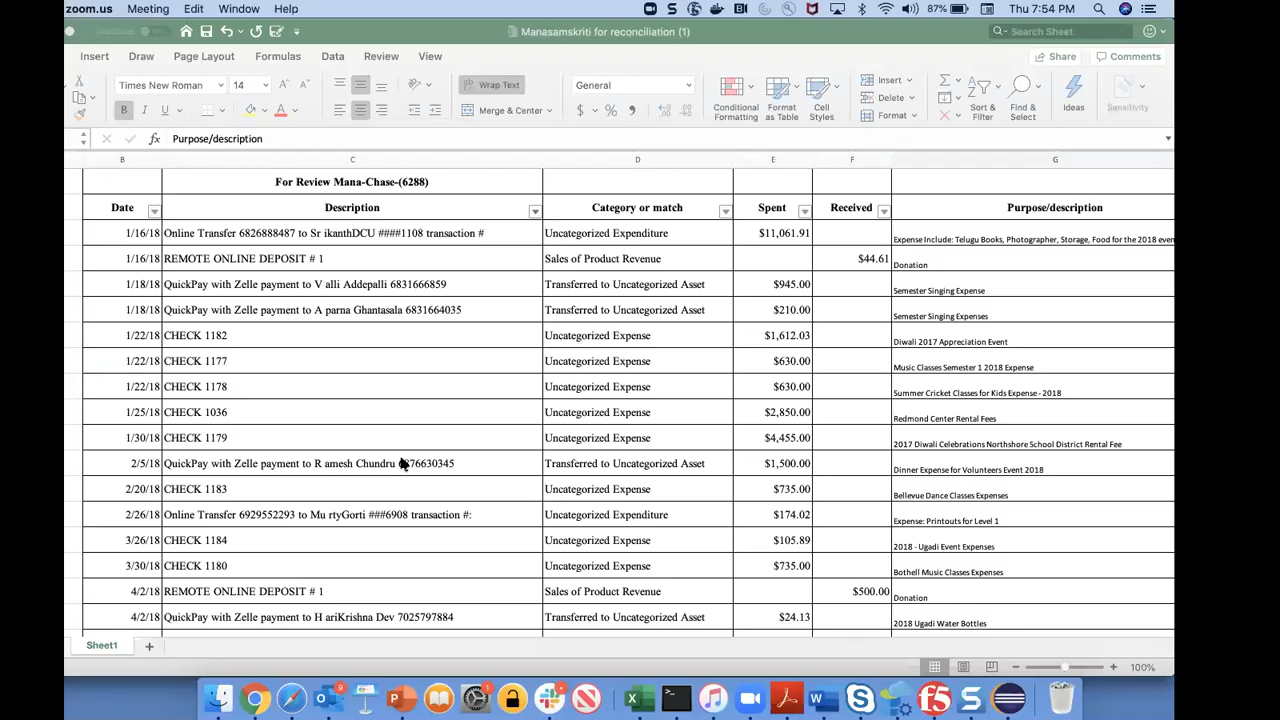 zoom.us Meeting Edit Window Help 87% Thu 7:54 PM
Manasamskriti for reconciliation (1) Search Sheet
Insert Draw Page Layout Formulas Data Review View Share Comments
Times New Roman 14 Wrap Text General Insert
B I U Merge & Center $ % Conditional Formatting Format as Table Cell Styles Delete Format Sort & Filter Find & Select Ideas Sensitivity
fx Purpose/description
B C D E F G
For Review Mana-Chase-(6288)
Date Description Category or match Spent Received Purpose/description
1/16/18 Online Transfer 6826888487 to Sr ikanthDCU ####1108 transaction # Uncategorized Expenditure $11,061.91 Expense Include: Telugu Books, Photographer, Storage, Food for the 2018 even
1/16/18 REMOTE ONLINE DEPOSIT # 1 Sales of Product Revenue $44.61 Donation
1/18/18 QuickPay with Zelle payment to V alli Addepalli 6831666859 Transferred to Uncategorized Asset $945.00 Semester Singing Expense
1/18/18 QuickPay with Zelle payment to A parna Ghantasala 6831664035 Transferred to Uncategorized Asset $210.00 Semester Singing Expenses
1/22/18 CHECK 1182 Uncategorized Expense $1,612.03 Diwali 2017 Appreciation Event
1/22/18 CHECK 1177 Uncategorized Expense $630.00 Music Classes Semester 1 2018 Expense
1/22/18 CHECK 1178 Uncategorized Expense $630.00 Summer Cricket Classes for Kids Expense - 2018
1/25/18 CHECK 1036 Uncategorized Expense $2,850.00 Redmond Center Rental Fees
1/30/18 CHECK 1179 Uncategorized Expense $4,455.00 2017 Diwali Celebrations Northshore School District Rental Fee
2/5/18 QuickPay with Zelle payment to R amesh Chundru Transferred to Uncategorized Asset $1,500.00 Dinner Expense for Volunteers Event 2018
2/20/18 CHECK 1183 Uncategorized Expense $735.00 Bellevue Dance Classes Expenses
2/26/18 Online Transfer 6929552293 to Mu rtyGorti ###6908 transaction #: Uncategorized Expenditure $174.02 Expense: Printouts for Level 1
3/26/18 CHECK 1184 Uncategorized Expense $105.89 2018 - Ugadi Event Expenses
3/30/18 CHECK 1180 Uncategorized Expense $735.00 Bothell Music Classes Expenses
4/2/18 REMOTE ONLINE DEPOSIT # 1 Sales of Product Revenue $500.00 Donation
4/2/18 QuickPay with Zelle payment to H ariKrishna Dev 7025797884 Transferred to Uncategorized Asset $24.13 2018 Ugadi Water Bottles
Sheet1
100%